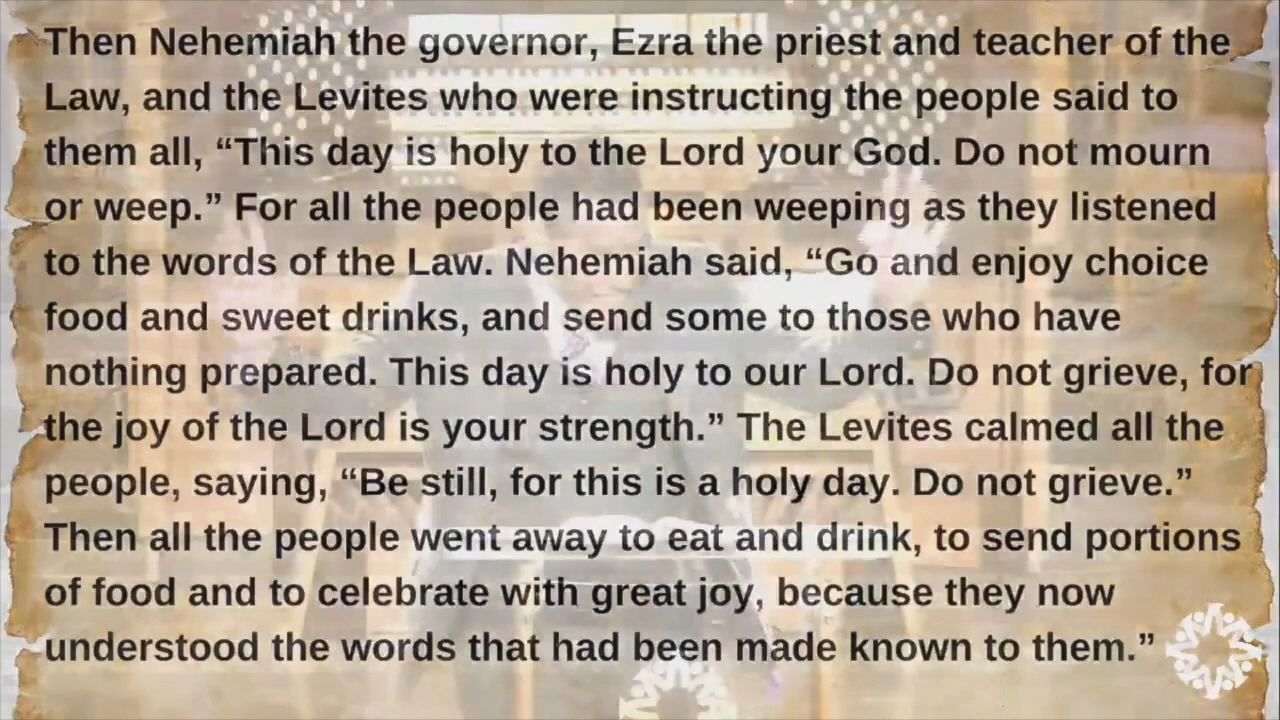 Then Nehemiah the governor, Ezra the priest and teacher of the
Law, and the Levites who were instructing the people said to
them all, “This day is holy to the Lord your God. Do not mourn
or weep.” For all the people had been weeping as they listened
to the words of the Law. Nehemiah said, “Go and enjoy choice
food and sweet drinks, and send some to those who have
nothing prepared. This day is holy to our Lord. Do not grieve, for
the joy of the Lord is your strength.” The Levites calmed all the
people, saying, “Be still, for this is a holy day. Do not grieve.”
Then all the people went away to eat and drink, to send portions
of food and to celebrate with great joy, because they now
understood the words that had been made known to them.”